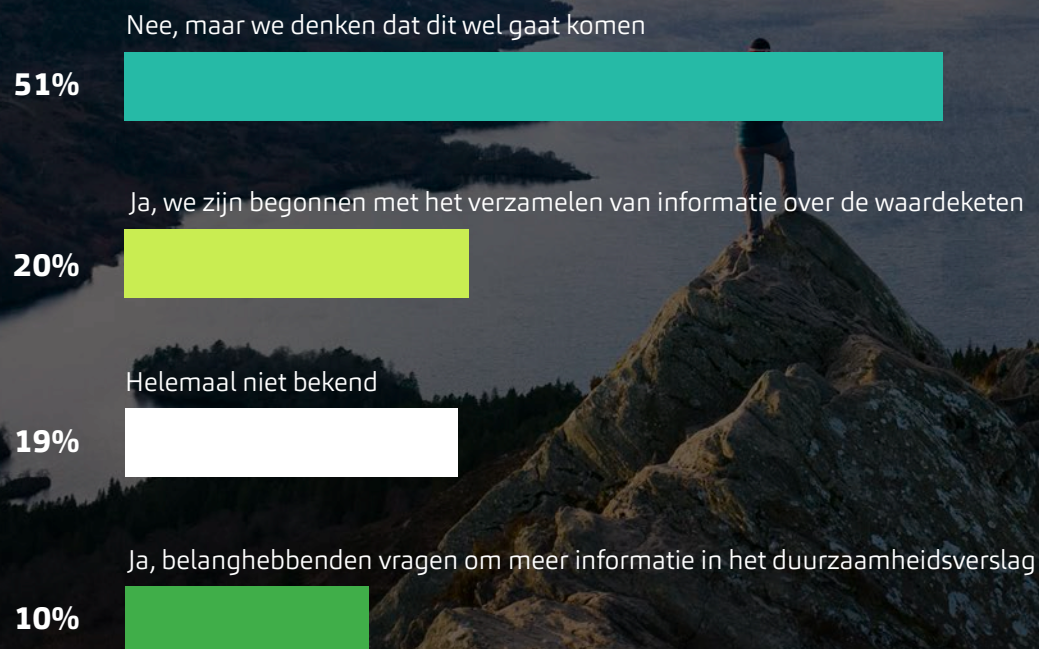 Nee, maar we denken dat dit wel gaat komen
51%
Ja, we zijn begonnen met het verzamelen van informatie over de waardeketen
20%
Helemaal niet bekend
19%
Ja, belanghebbenden vragen om meer informatie in het duurzaamheidsverslag
10%